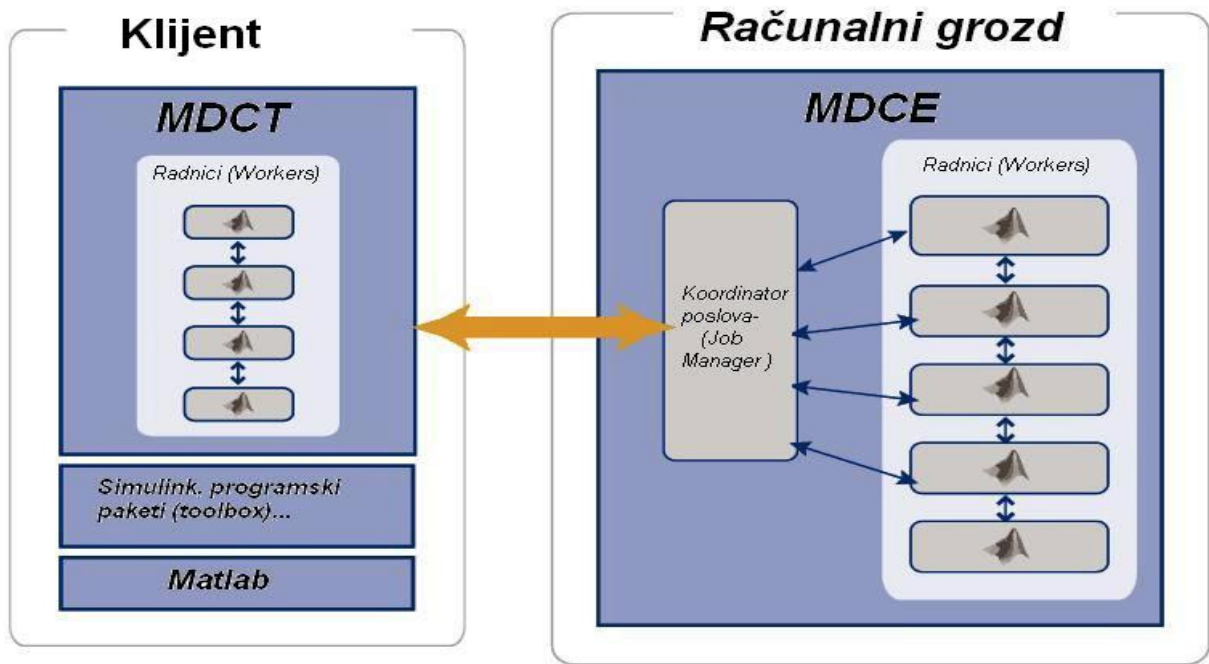 Klijent
MDCT
Radnici (Workers)
Simulink. programski
paketi (toolbox)...
Matlab
Računalni grozd
MDCE
Koordinator
poslova-
(Job
Manager )
Radnici (Workers)